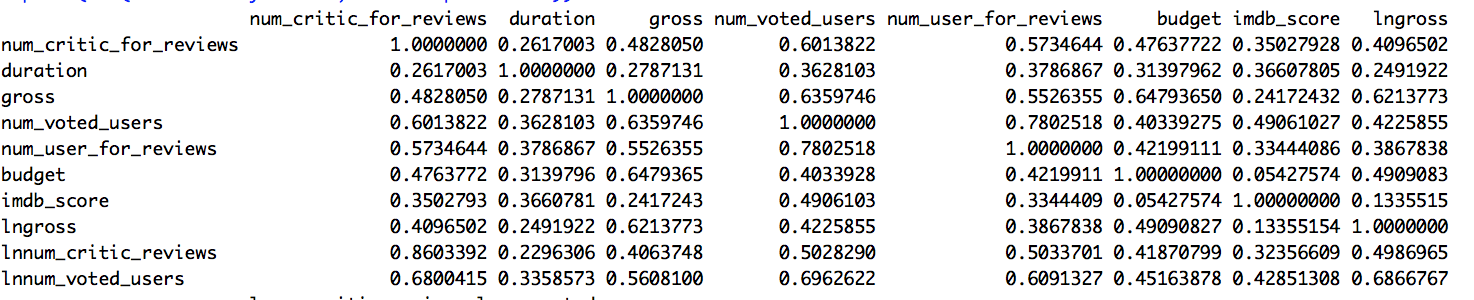 num_critic_for_reviews duration gross num_voted_users num_user_for_reviews budget imdb_score lngross
num_critic_for_reviews 1.0000000 0.2617003 0.4828050 0.6013822 0.5734644 0.47637722 0.35027928 0.4096502
duration 0.2617003 1.0000000 0.2787131 0.3628103 0.3786867 0.31397962 0.36607805 0.2491922
gross 0.4828050 0.2787131 1.0000000 0.6359746 0.5526355 0.64793650 0.24172432 0.6213773
num_voted_users 0.6013822 0.3628103 0.6359746 1.0000000 0.7802518 0.40339275 0.49061027 0.4225855
num_user_for_reviews 0.5734644 0.3786867 0.5526355 0.7802518 1.0000000 0.42199111 0.33444086 0.3867838
budget 0.4763772 0.3139796 0.6479365 0.4033928 0.4219911 1.00000000 0.05427574 0.4909083
imdb_score 0.3502793 0.3660781 0.2417243 0.4906103 0.3344409 0.05427574 1.00000000 0.1335515
lngross 0.4096502 0.2491922 0.6213773 0.4225855 0.3867838 0.49090827 0.13355154 1.0000000
lnnum_critic_reviews 0.8603392 0.2296306 0.4063748 0.5028290 0.5033701 0.41870799 0.32356609 0.4986965
lnnum_voted_users 0.6800415 0.3358573 0.5608100 0.6962622 0.6091327 0.45163878 0.42851308 0.6866767